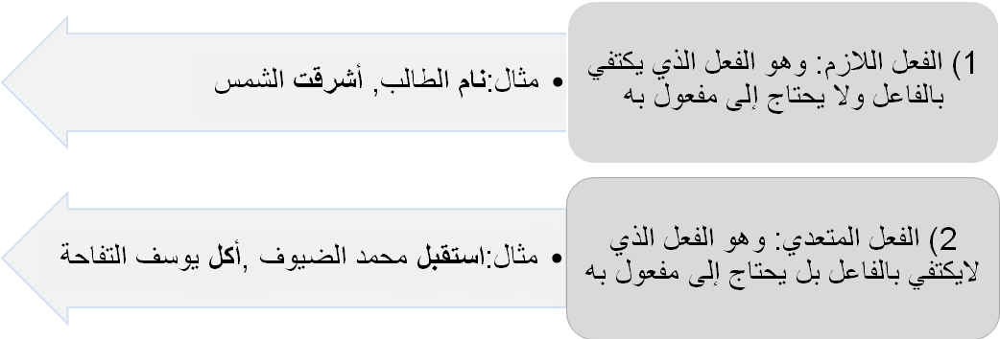 1) الفعل اللازم: وهو الفعل الذي يكتفي
بالفاعل ولا يحتاج إلى مفعول به
• مثال:نام الطالب, أشرقت الشمس
2) الفعل المتعدي: وهو الفعل الذي
لايكتفي بالفاعل بل يحتاج إلى مفعول به
• مثال:استقبل محمد الضيوف ,أكل يوسف التفاحة